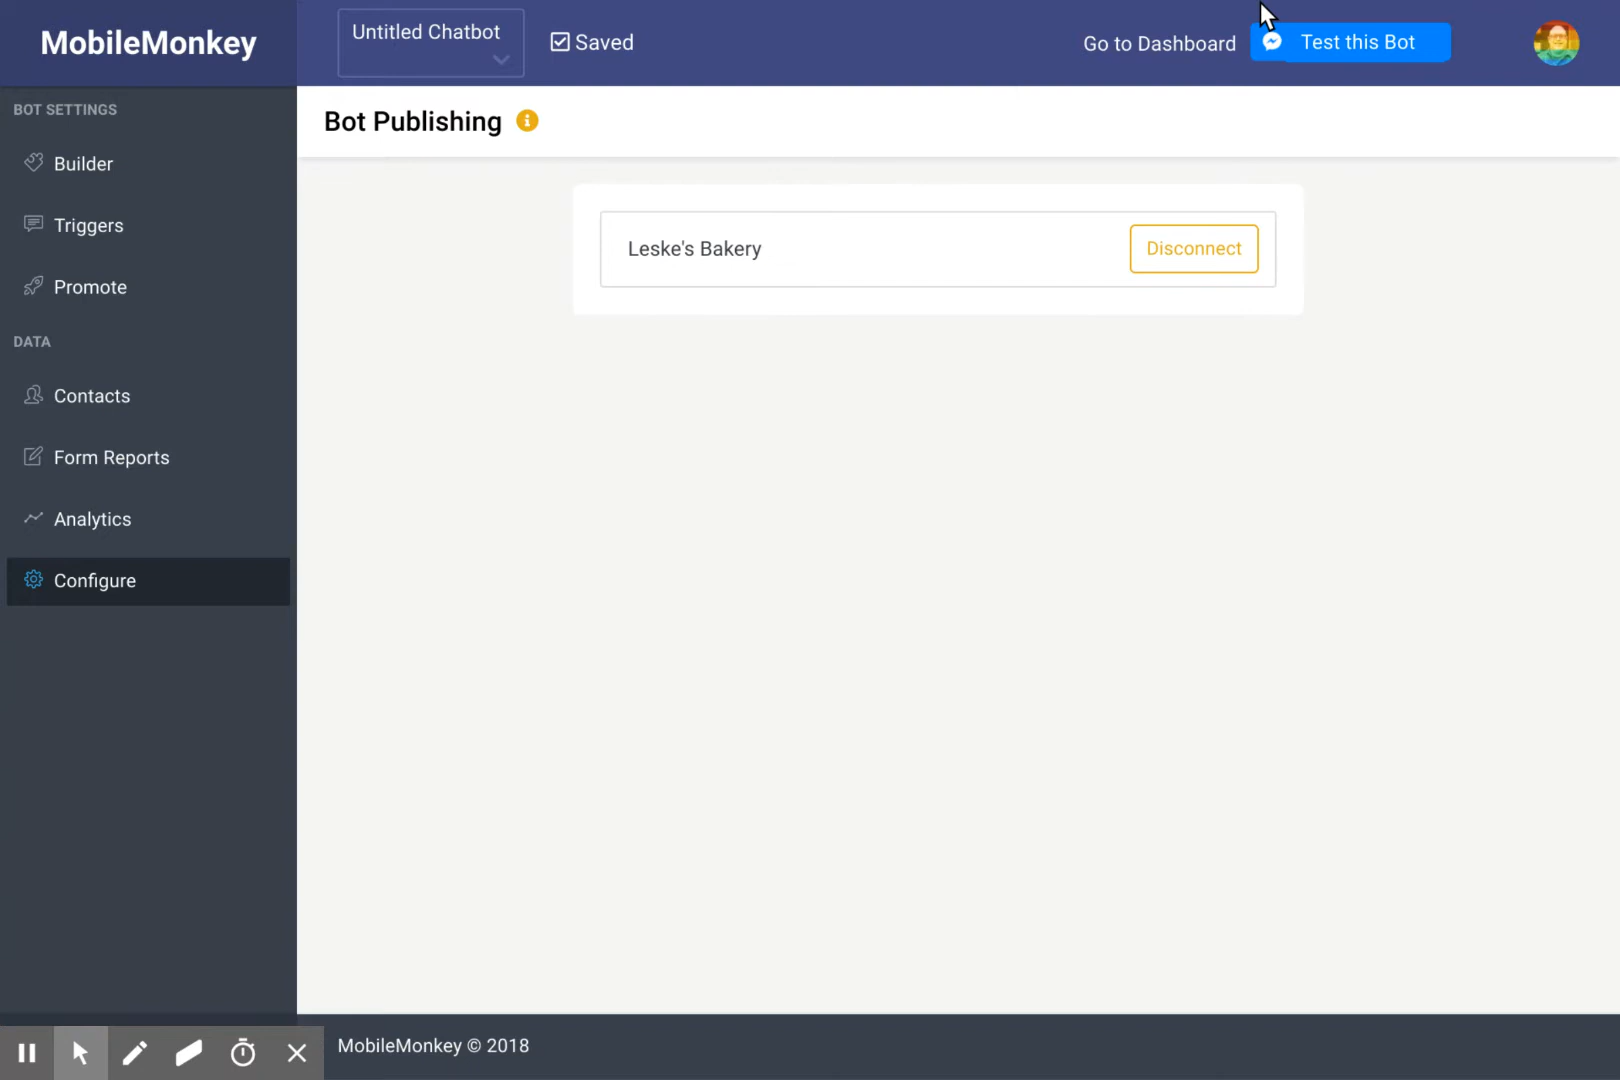 MobileMonkey
Untitled Chatbot
Saved
Go to Dashboard
Test this Bot
BOT SETTINGS
Builder
Triggers
Promote
DATA
Contacts
Form Reports
Analytics
Configure
Bot Publishing
Leske's Bakery
Disconnect
MobileMonkey © 2018